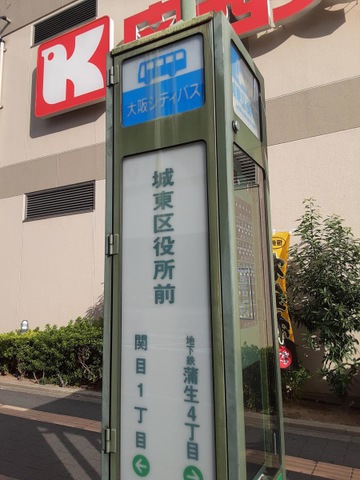 K
大阪シティバス
城東区役所前
地下鉄
蒲生4丁目
関目1丁目